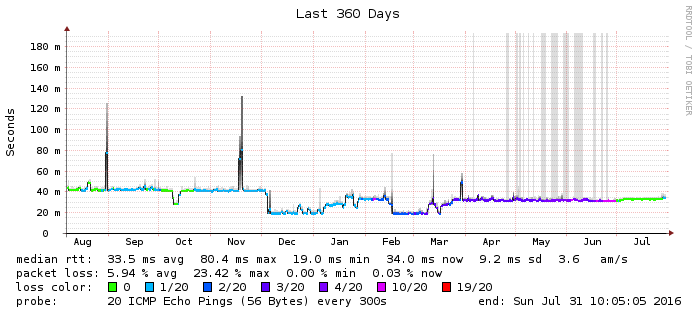 Last 360 Days
RRDTOOL / TOBI OETIKER
Seconds
180 m
160 m
140 m
120 m
100 m
80 m
60 m
40 m
20 m
0
Aug Sep Oct Nov Dec Jan Feb Mar Apr May Jun Jul
median rtt: 33.5 ms avg 80.4 ms max 19.0 ms min 34.0 ms now 9.2 ms sd 3.6 am/s
packet loss: 5.94 % avg 23.42 % max 0.00 % min 0.03 % now
loss color: 0 1/20 2/20 3/20 4/20 10/20 19/20
probe: 20 ICMP Echo Pings (56 Bytes) every 300s end: Sun Jul 31 10:05:05 2016